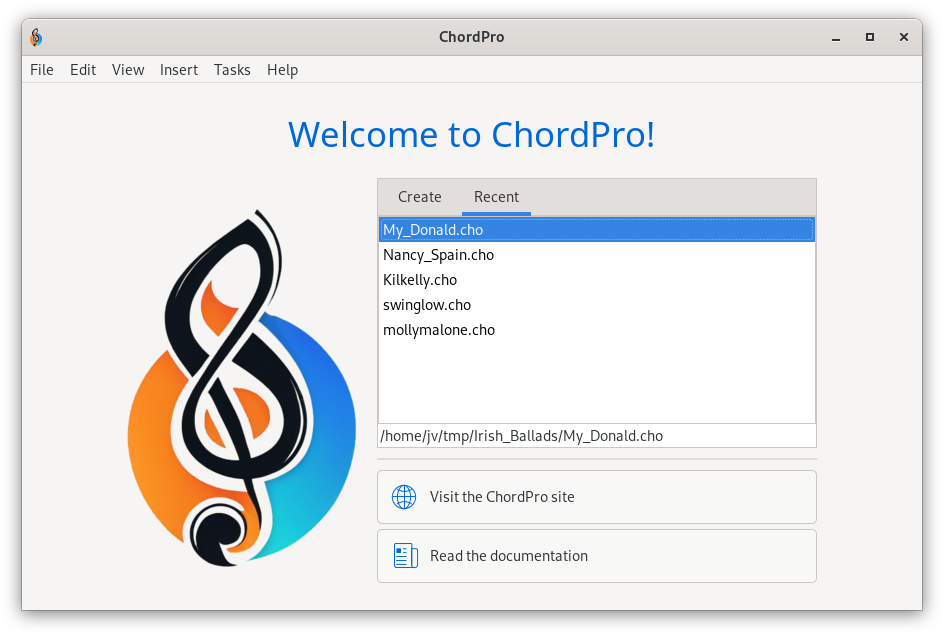 ChordPro
File Edit View Insert Tasks Help
Welcome to ChordPro!
Create Recent
My_Donald.cho
Nancy_Spain.cho
Kilkelly.cho
swinglow.cho
mollymalone.cho
/home/jv/tmp/Irish_Ballads/My_Donald.cho
Visit the ChordPro site
Read the documentation